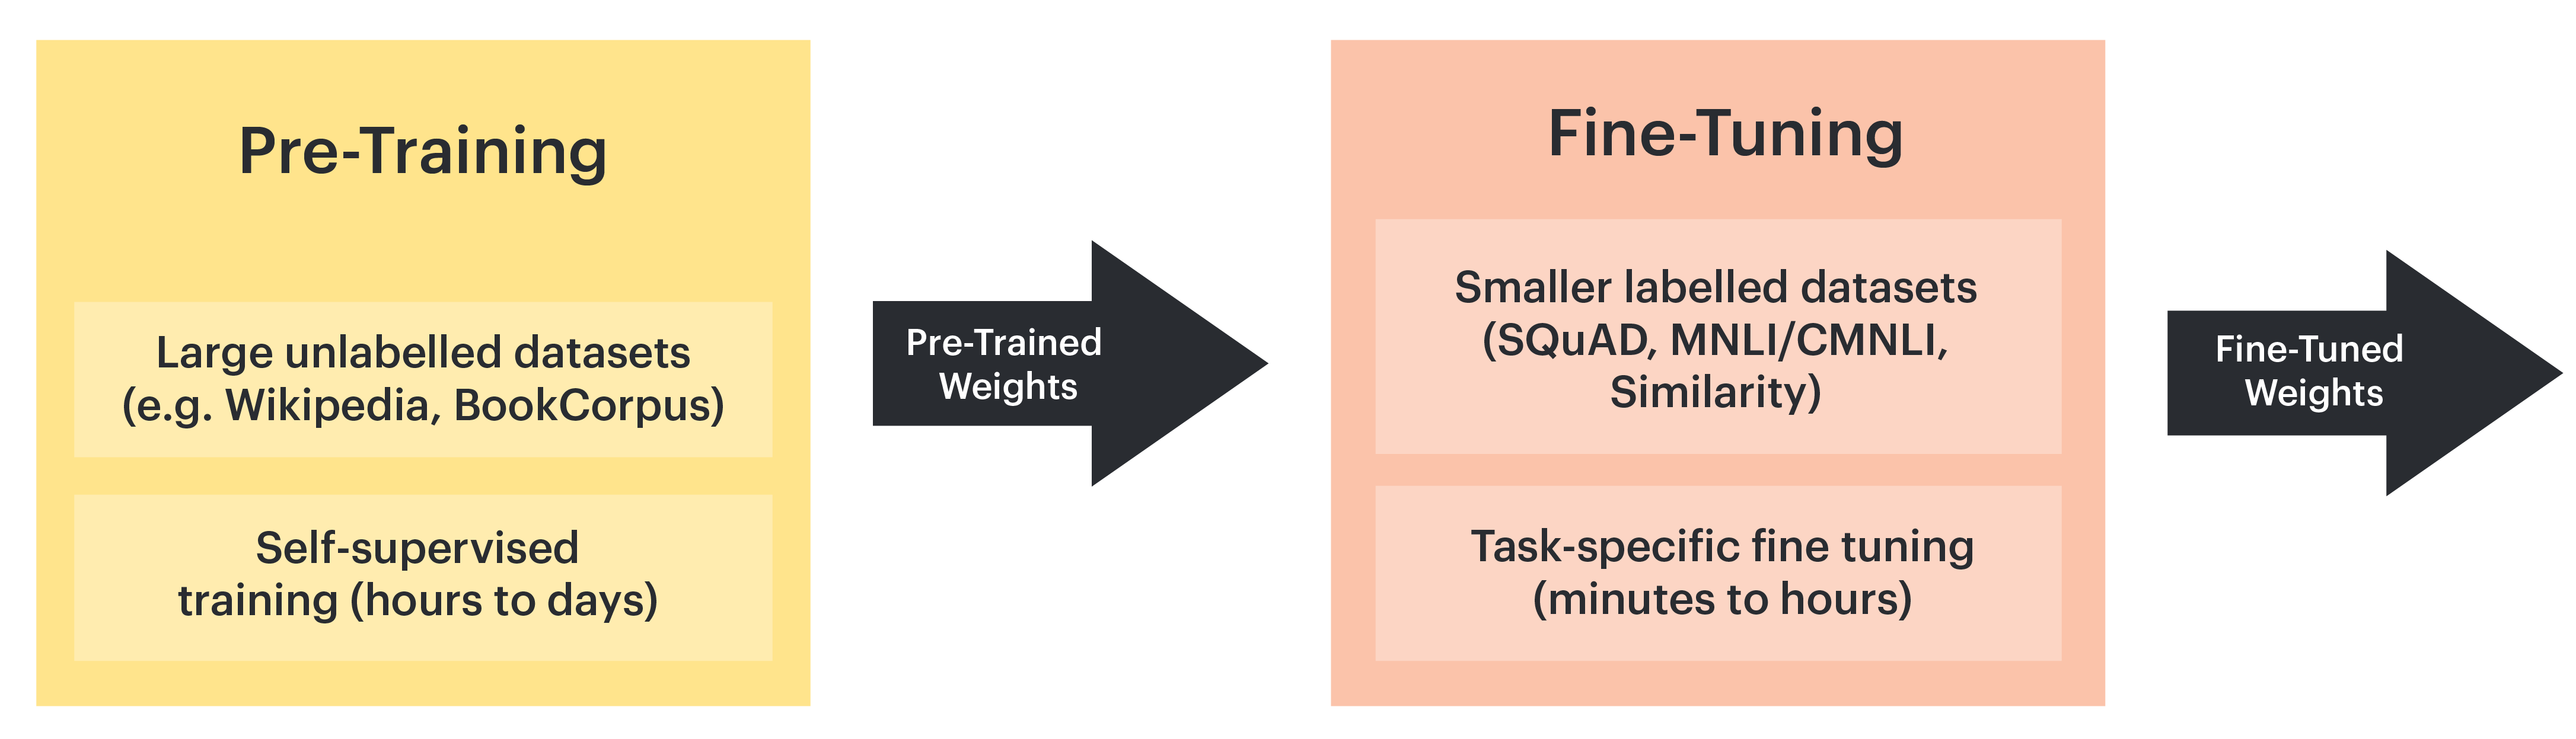 Pre-Training
Large unlabelled datasets
(e.g. Wikipedia, BookCorpus)
Self-supervised
training (hours to days)
Pre-Trained
Weights
Fine-Tuning
Smaller labelled datasets
(SQuAD, MNLI/CMNLI,
Similarity)
Task-specific fine tuning
(minutes to hours)
Fine-Tuned
Weights